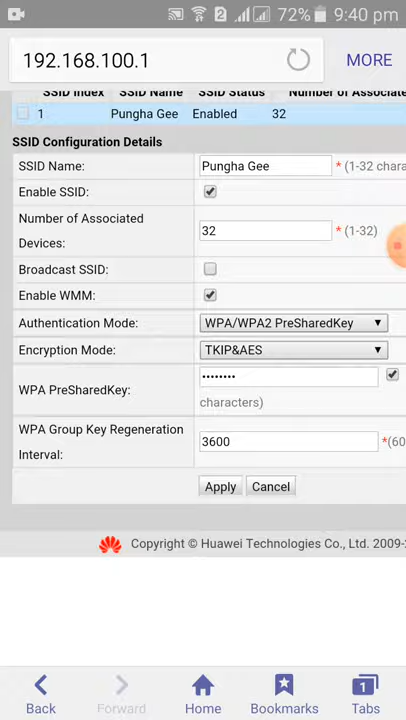 2 72% 9:40 pm
192.168.100.1 MORE
SSID Index SSID Name SSID Status Number of Associate
1 Pungha Gee Enabled 32
SSID Configuration Details
SSID Name: Pungha Gee * (1-32 chara
Enable SSID:
Number of Associated Devices: 32 * (1-32)
Broadcast SSID:
Enable WMM:
Authentication Mode: WPA/WPA2 PreSharedKey
Encryption Mode: TKIP&AES
WPA PreSharedKey: ••••••••
characters)
WPA Group Key Regeneration Interval: 3600 *(60
Apply Cancel
Copyright © Huawei Technologies Co., Ltd. 2009-
1
Back Forward Home Bookmarks Tabs